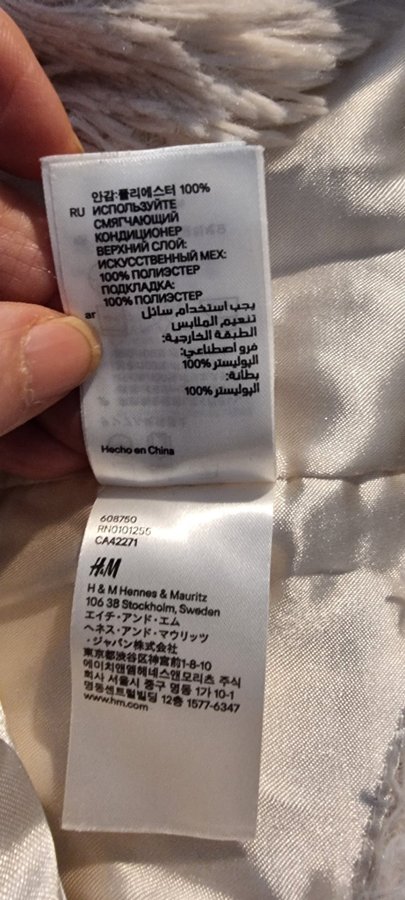 안감:폴리에스터 100%
RU ИСПОЛЬЗУЙТЕ
СМЯГЧАЮЩИЙ
КОНДИЦИОНЕР
ВЕРХНИЙ СЛОЙ:
ИСКУССТВЕННЫЙ МЕХ:
100% ПОЛИЭСТЕР
ПОДКЛАДКА:
100% ПОЛИЭСТЕР
ar يجب استخدام سائل
تنعيم الملابس
الطبقة الخارجية:
فرو اصطناعي:
البوليستر 100%
بطانة:
البوليستر 100%
Hecho en China
608750
RN0101255
CA42271
H&M
H & M Hennes & Mauritz
106 38 Stockholm, Sweden
エイチ・アンド・エム
ヘネス・アンド・マウリッツ
・ジャパン株式会社
東京都渋谷区神宮前1-8-10
에이치앤엠헤네스앤모리츠 주식
회사 서울시 중구 명동 1가 10-1
명동센트럴빌딩 12층 1577-6347
www.hm.com